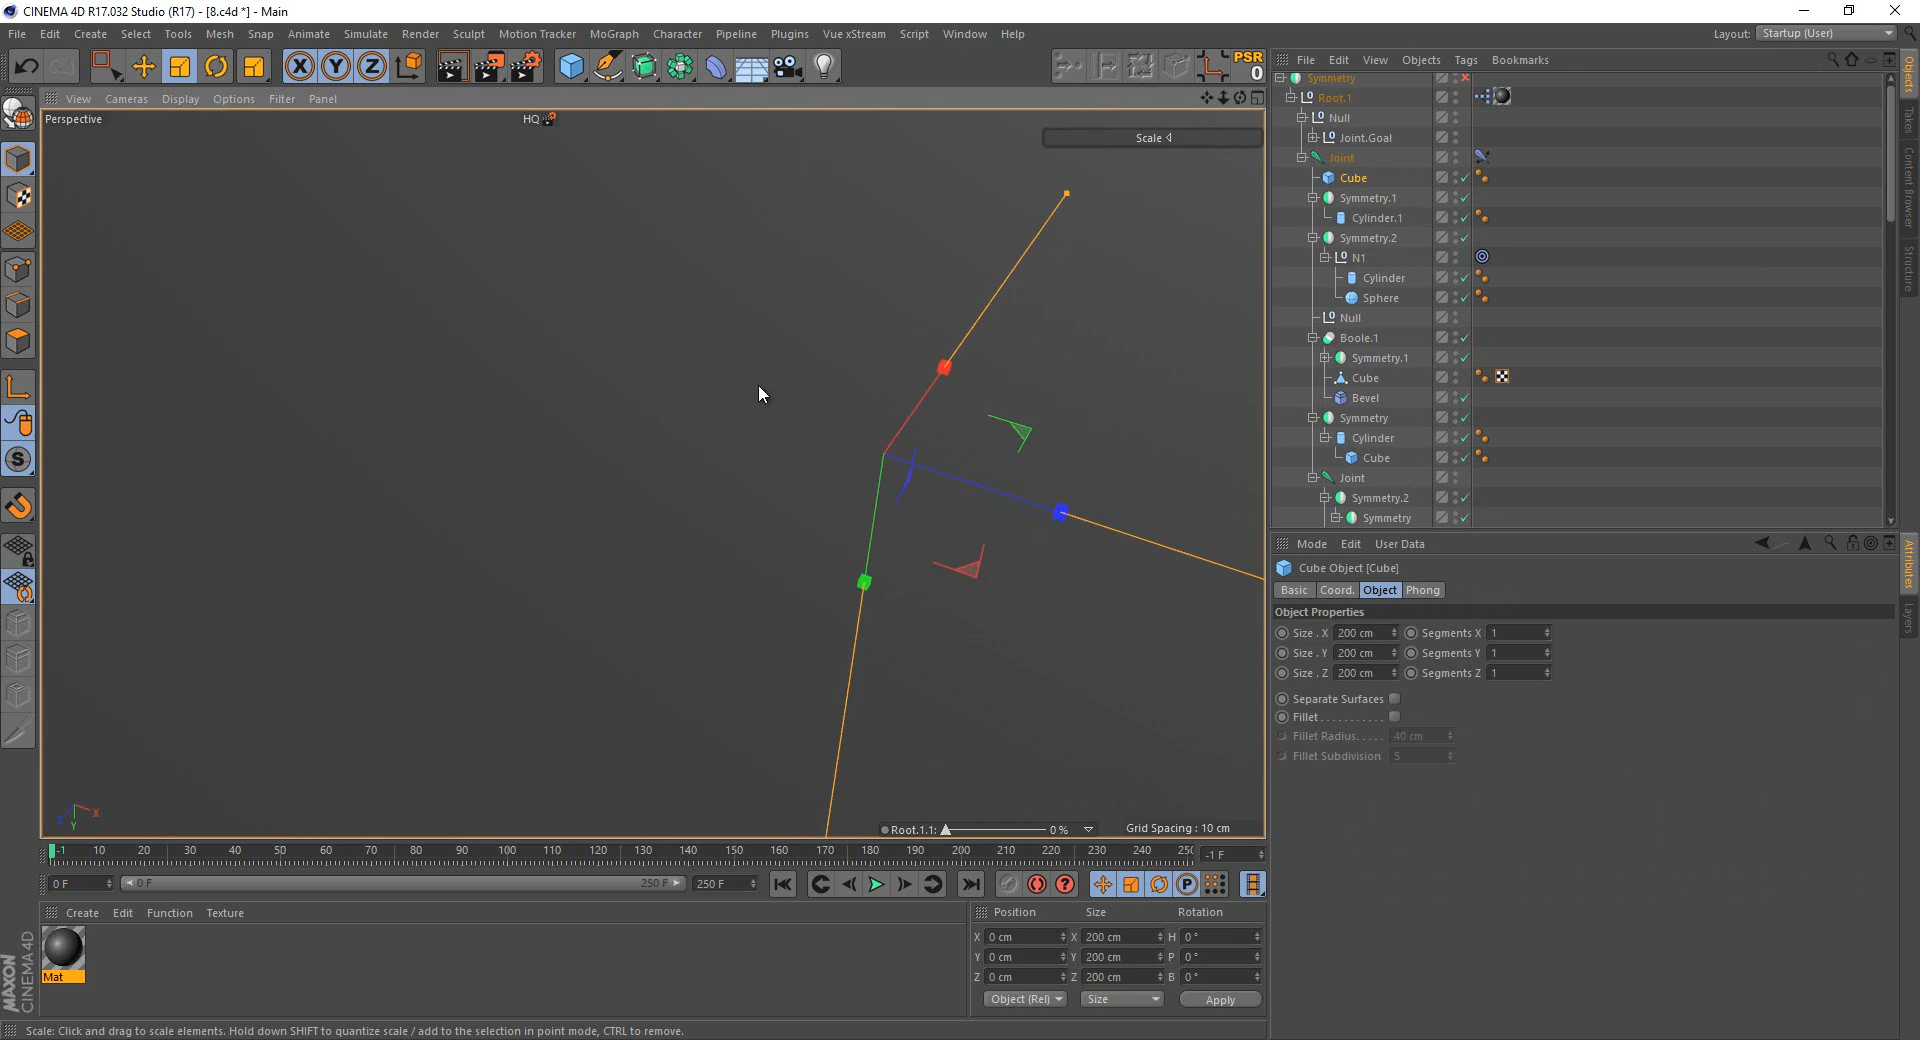 CINEMA 4D R17.032 Studio (R17) - [8.c4d *] - Main
File Edit Create Select Tools Mesh Snap Animate Simulate Render Sculpt Motion Tracker MoGraph Character Pipeline Plugins Vue xStream Script Window Help Layout: Startup (User)
X Y Z PSR
0
File Edit View Objects Tags Bookmarks
View Cameras Display Options Filter Panel
Perspective
HQ
Scale
Symmetry
Root.1
Null
Joint.Goal
Joint
Cube
Symmetry.1
Cylinder.1
Symmetry.2
N1
Cylinder
Sphere
Null
Boole.1
Symmetry.1
Cube
Bevel
Symmetry
Cylinder
Cube
Joint
Symmetry.2
Symmetry
Objects
Takes
Content Browser
Structure
Mode Edit User Data
Cube Object [Cube]
Basic Coord. Object Phong
Object Properties
Size . X 200 cm Segments X 1
Size . Y 200 cm Segments Y 1
Size . Z 200 cm Segments Z 1
Separate Surfaces
Fillet
Fillet Radius 40 cm
Fillet Subdivision 5
Attributes
Layers
Z Y X
Root.1.1: 0 %
Grid Spacing : 10 cm
-1 10 20 30 40 50 60 70 80 90 100 110 120 130 140 150 160 170 180 190 200 210 220 230 240 250 -1 F
0 F 0 F 250 F 250 F
Create Edit Function Texture
Mat
Position Size Rotation
X 0 cm X 200 cm H 0 °
Y 0 cm Y 200 cm P 0 °
Z 0 cm Z 200 cm B 0 °
Object (Rel) Size Apply
MAXON
CINEMA 4D
Scale: Click and drag to scale elements. Hold down SHIFT to quantize scale / add to the selection in point mode, CTRL to remove.